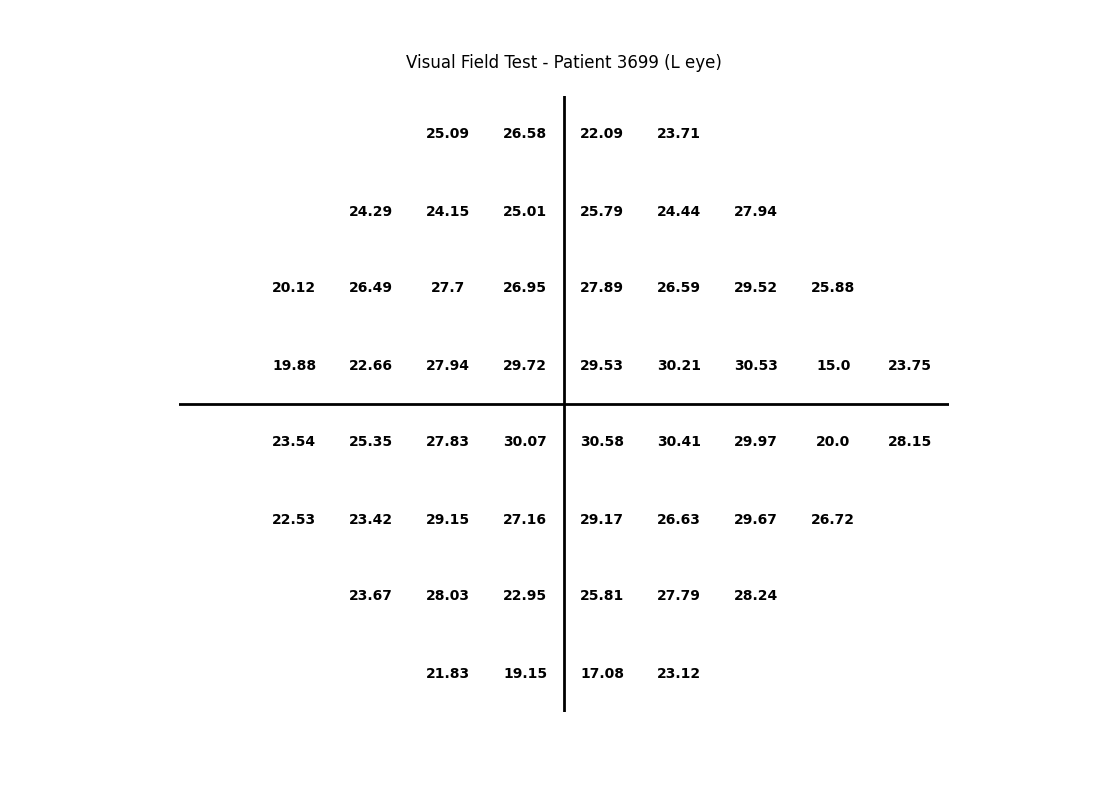 Visual Field Test - Patient 3699 (L eye)
25.09 26.58 22.09 23.71
24.29 24.15 25.01 25.79 24.44 27.94
20.12 26.49 27.7 26.95 27.89 26.59 29.52 25.88
19.88 22.66 27.94 29.72 29.53 30.21 30.53 15.0 23.75
23.54 25.35 27.83 30.07 30.58 30.41 29.97 20.0 28.15
22.53 23.42 29.15 27.16 29.17 26.63 29.67 26.72
23.67 28.03 22.95 25.81 27.79 28.24
21.83 19.15 17.08 23.12